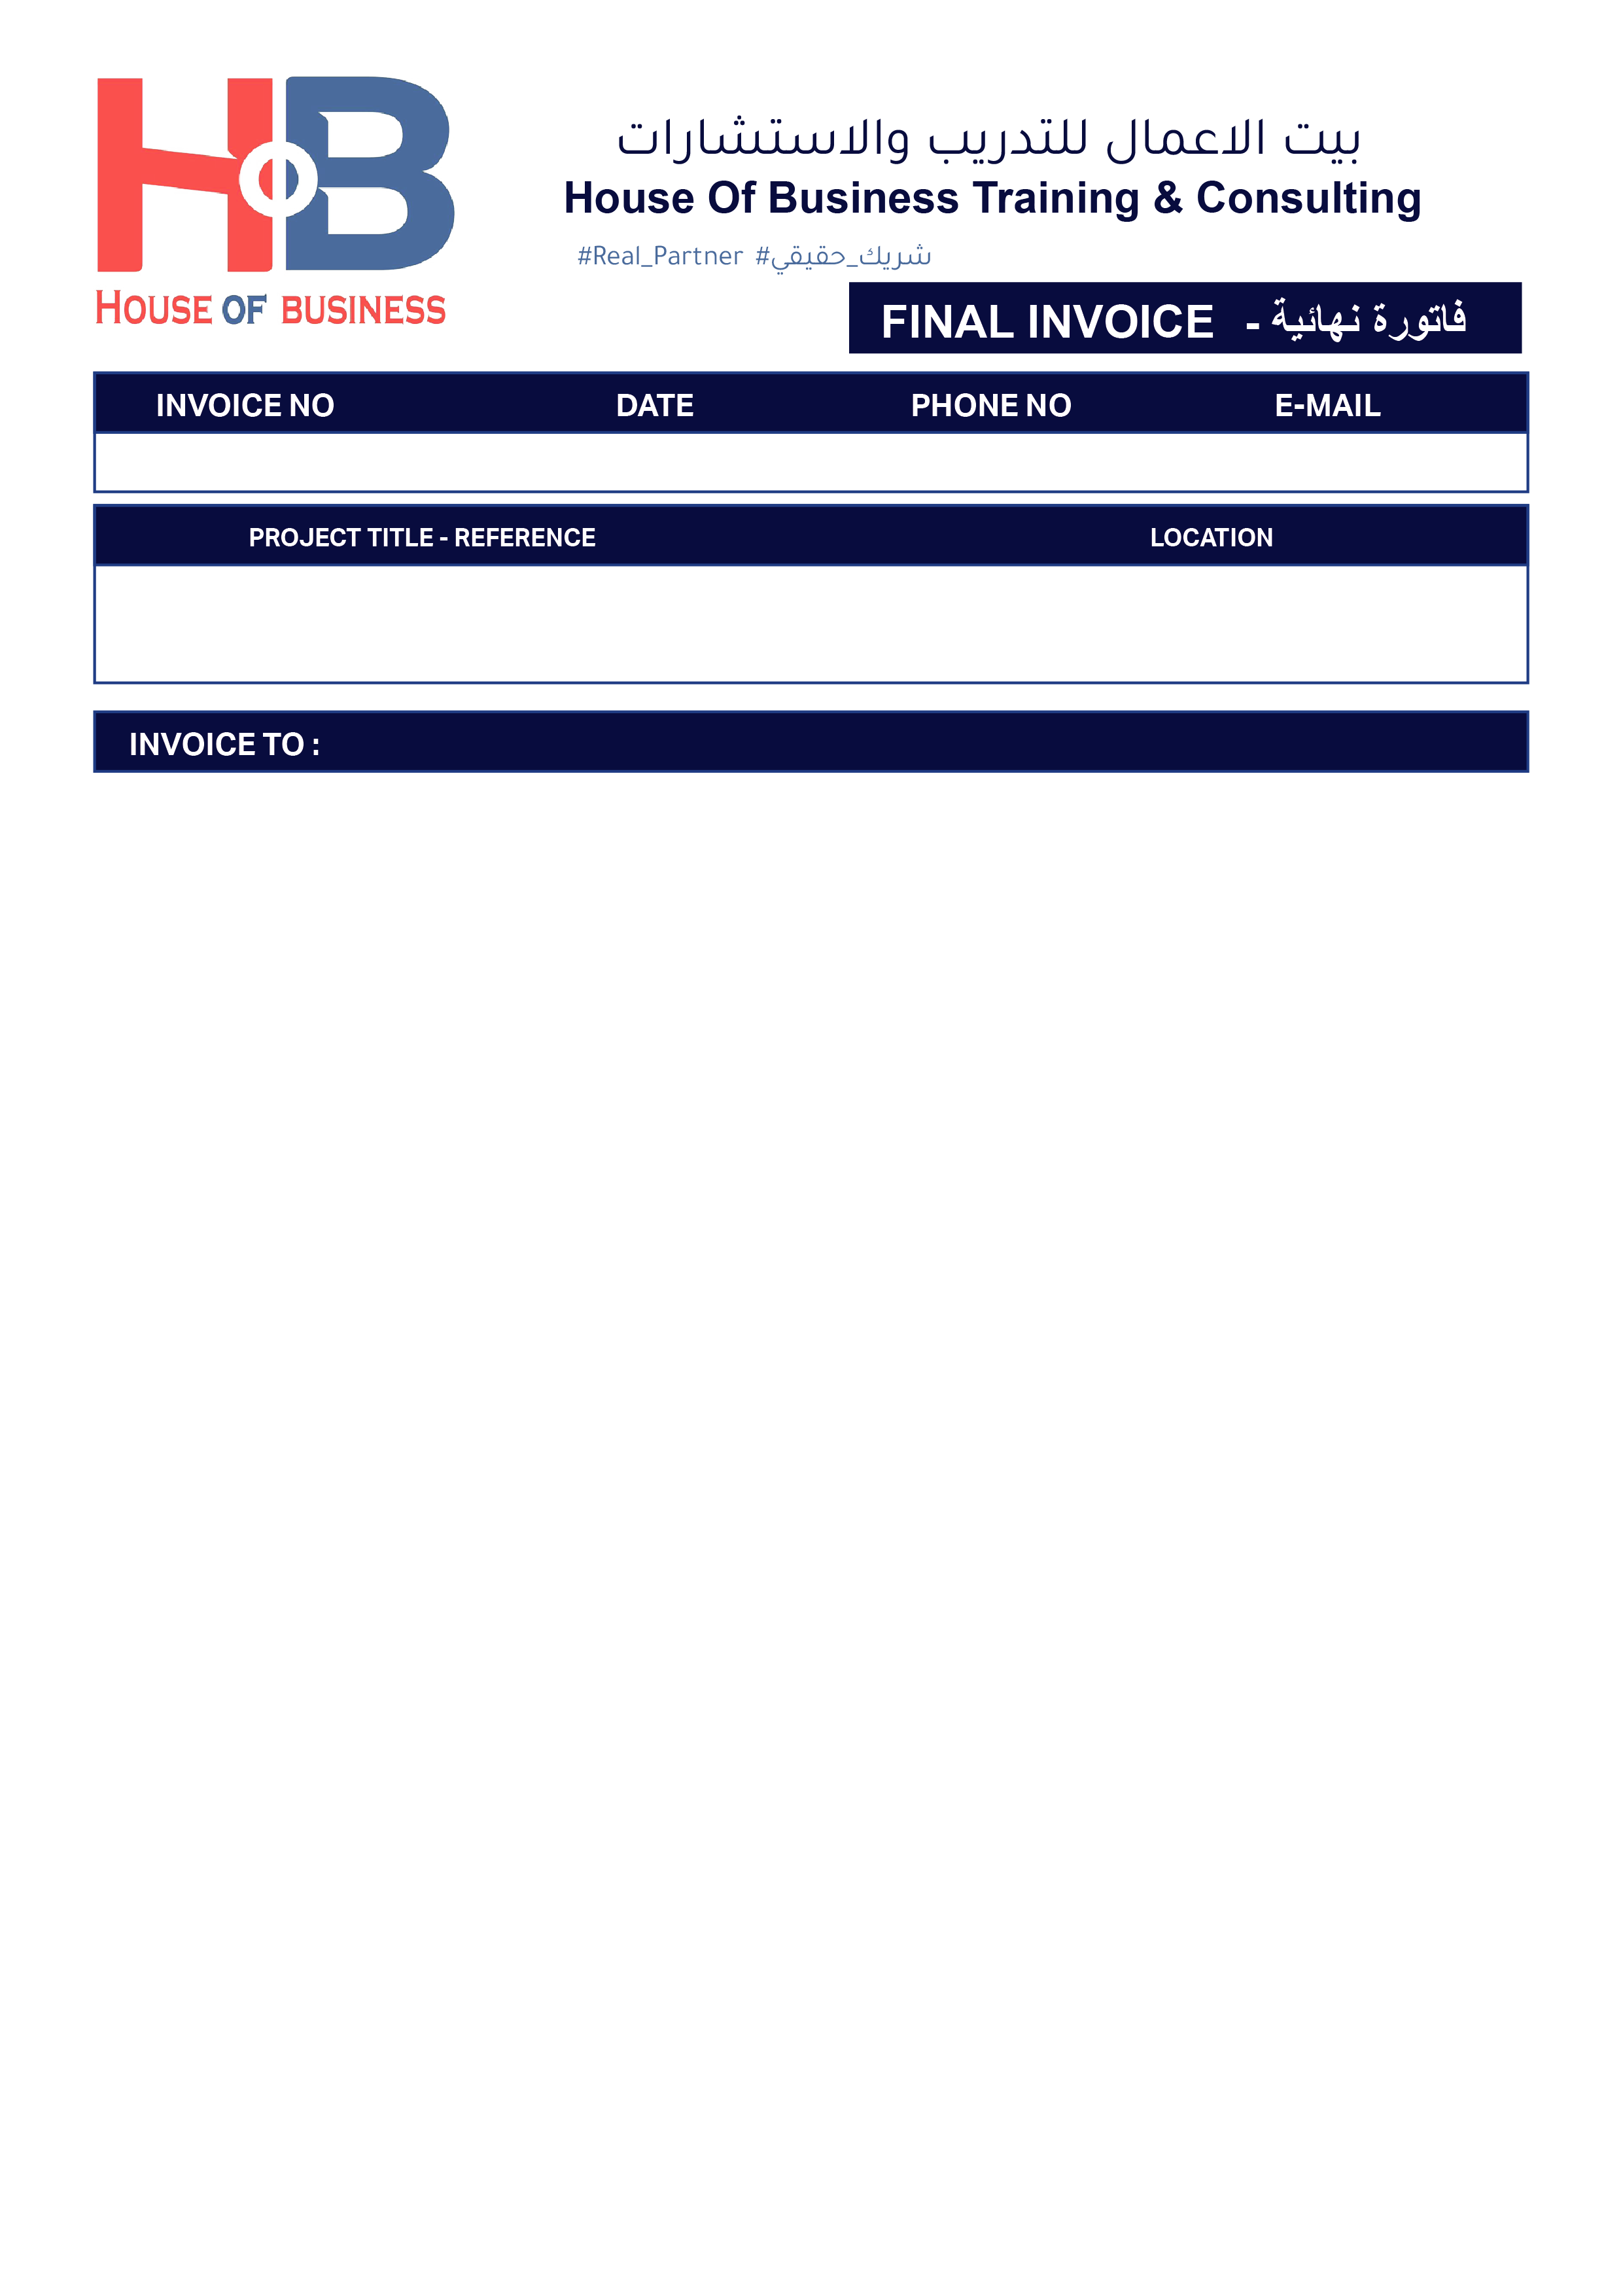 HB
HOUSE OF BUSINESS
بيت الاعمال للتدريب والاستشارات
House Of Business Training & Consulting
#Real_Partner #شريك_حقيقي
FINAL INVOICE - فاتورة نهائية
INVOICE NO DATE PHONE NO E-MAIL
PROJECT TITLE - REFERENCE LOCATION
INVOICE TO :